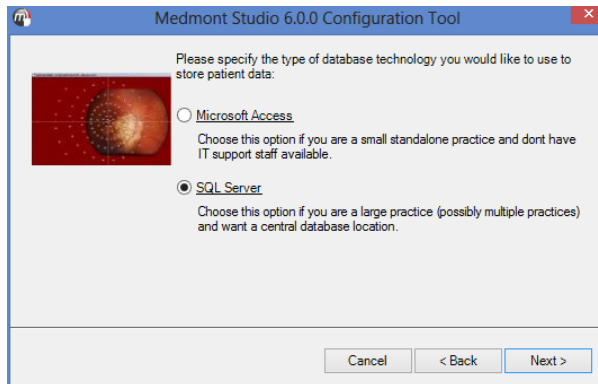 Medmont Studio 6.0.0 Configuration Tool
Please specify the type of database technology you would like to use to
store patient data:
Microsoft Access
Choose this option if you are a small standalone practice and dont have
IT support staff available.
SQL Server
Choose this option if you are a large practice (possibly multiple practices)
and want a central database location.
Cancel
< Back
Next >